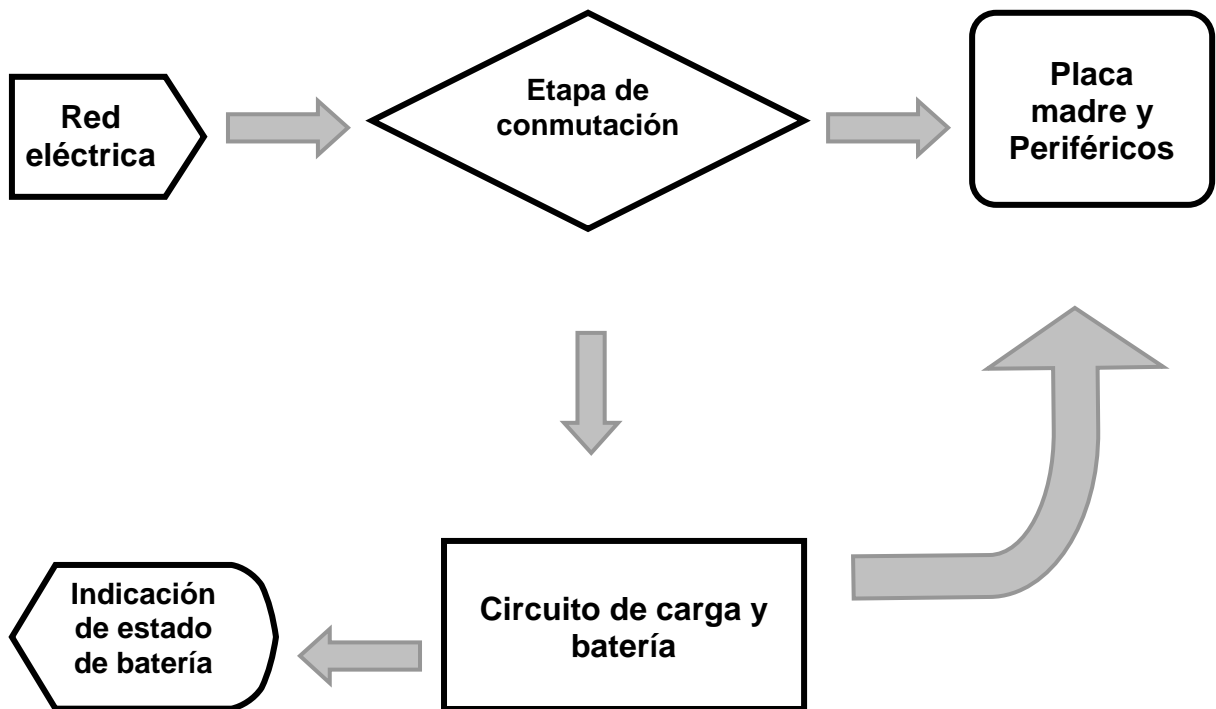 Red
eléctrica
Etapa de
conmutación
Placa
madre y
Periféricos
Indicación
de estado
de batería
Circuito de carga y
batería